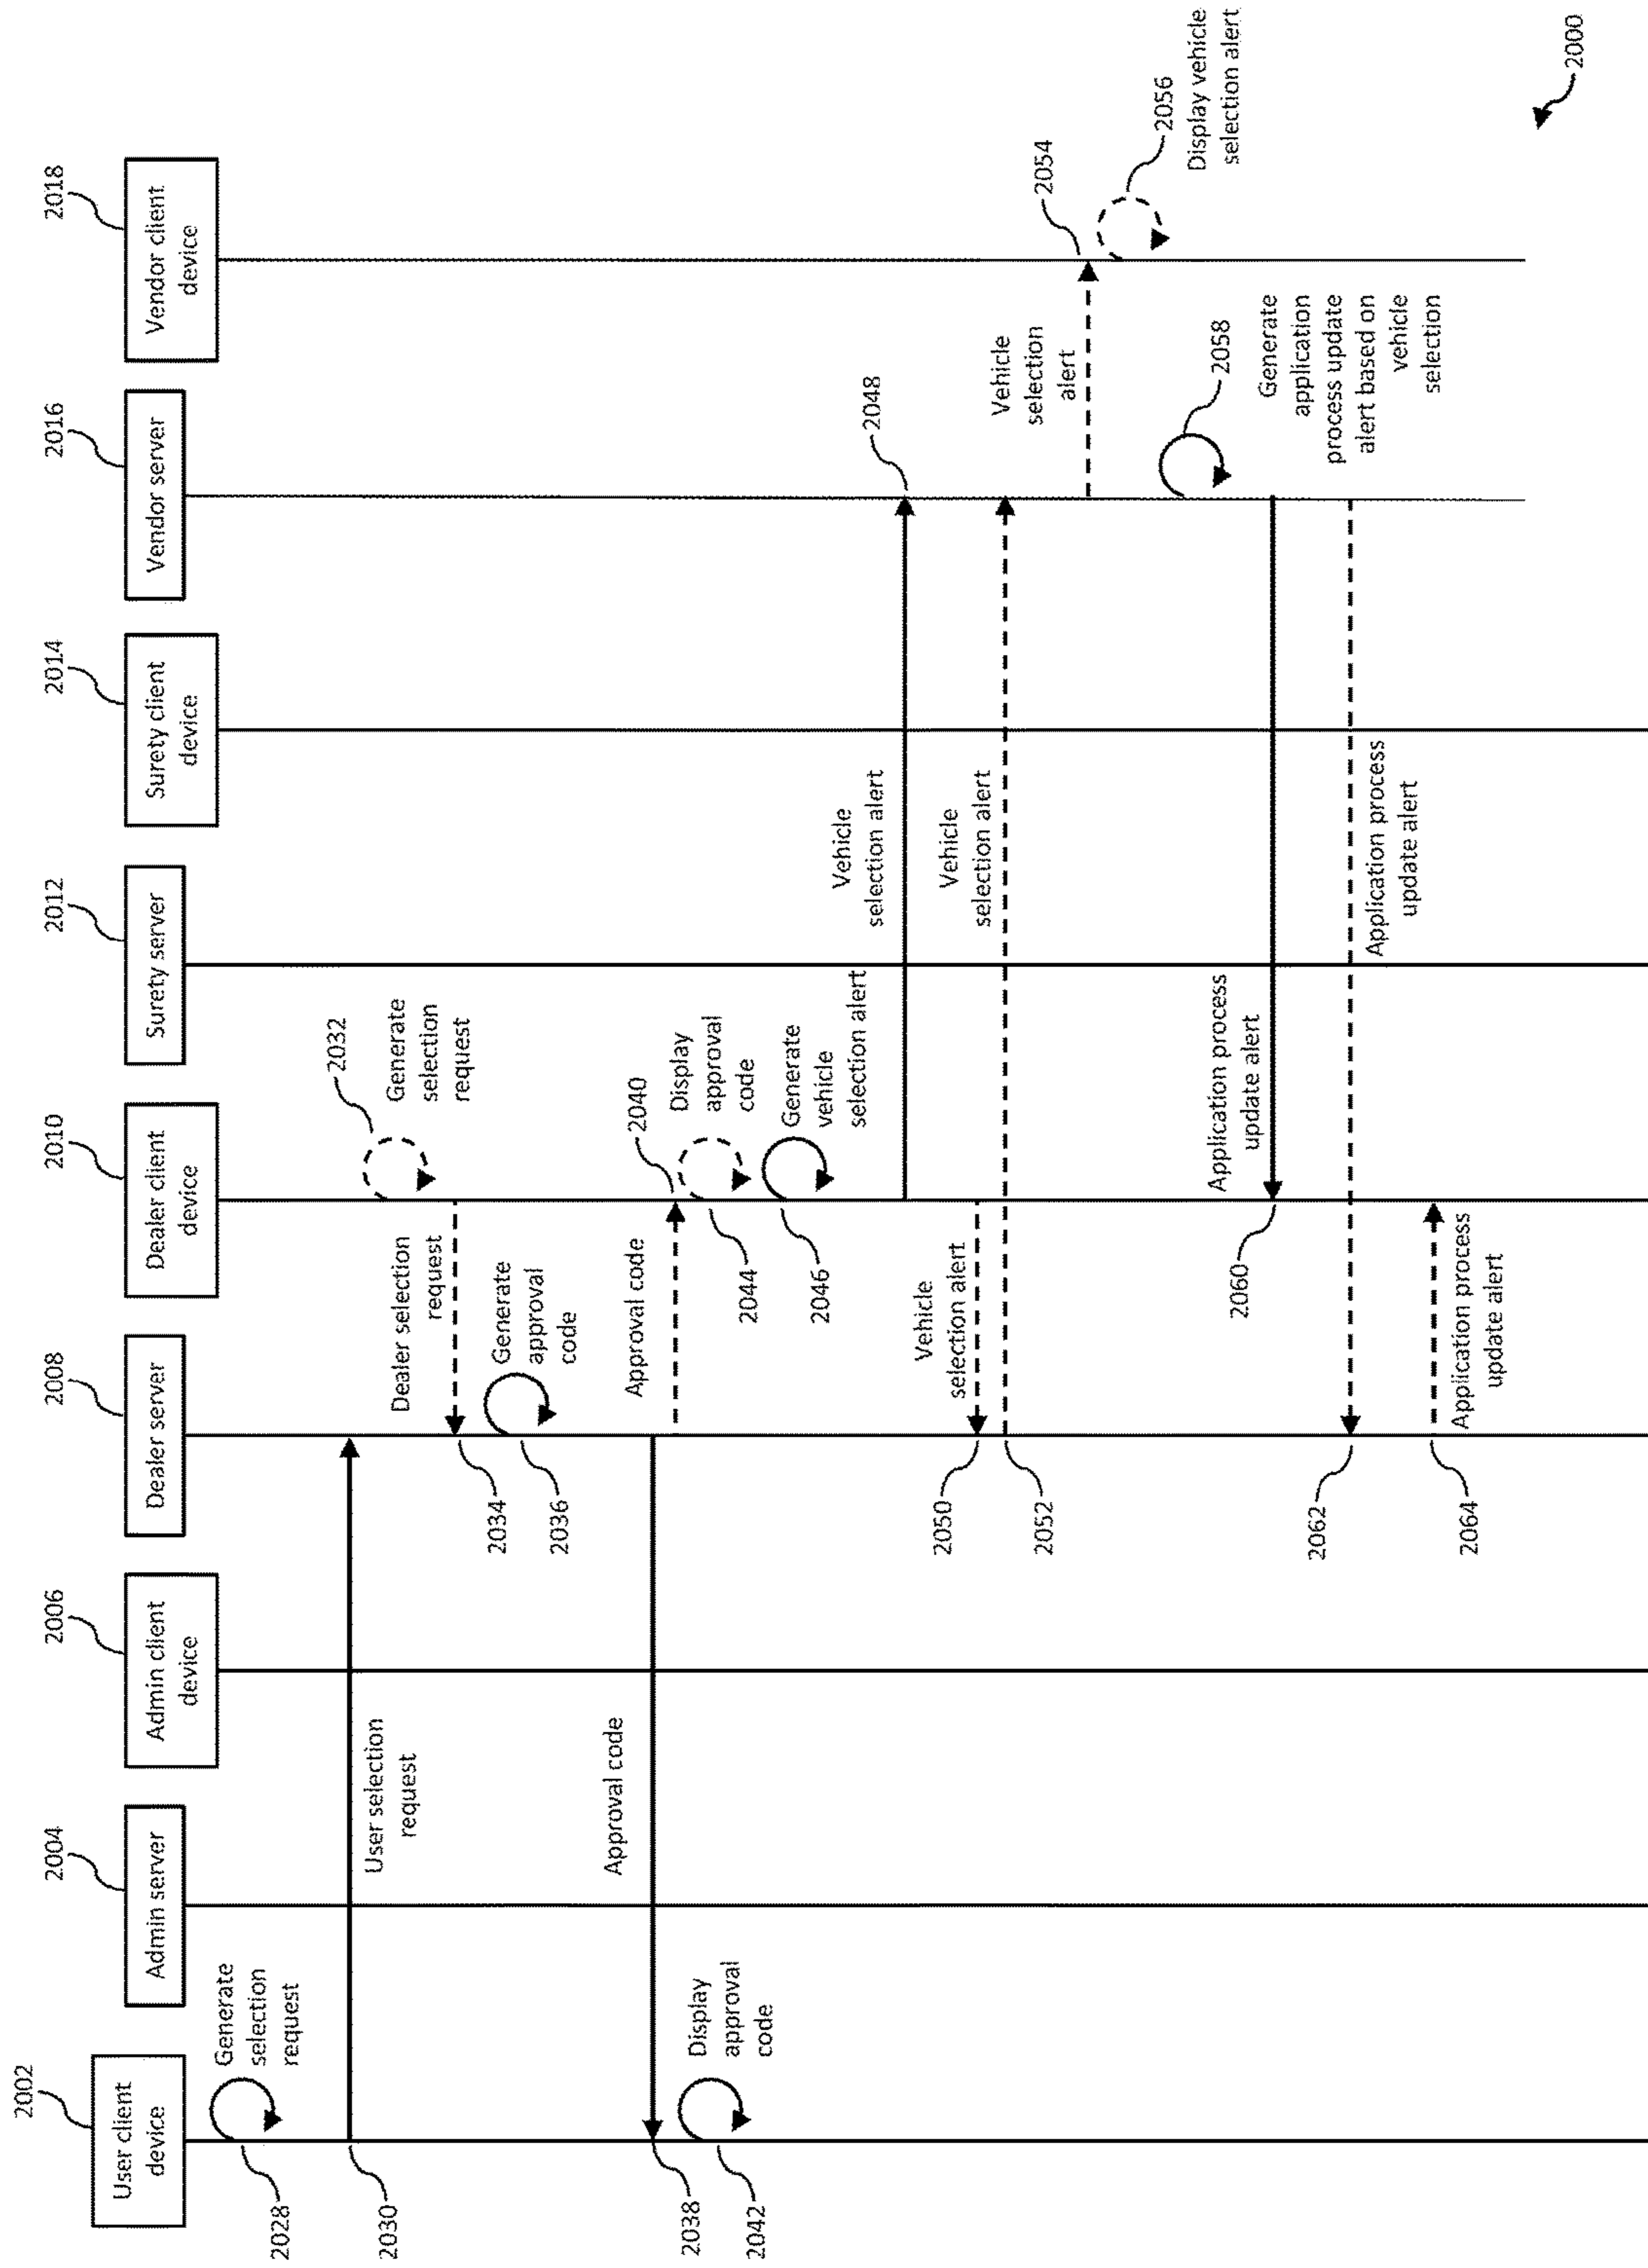 2002
User client
device
2004
Admin server
2006
Admin client
device
2008
Dealer server
2010
Dealer client
device
2012
Surety server
2014
Surety client
device
2016
Vendor server
2018
Vendor client
device
2028
Generate
selection
request
2030
User selection
request
2032
Generate
selection
request
Dealer selection
request
2034
2036
Generate
approval
code
Approval code
2038
Approval code
2040
2042
Display
approval
code
2044
Display
approval
code
2046
Generate
vehicle
selection alert
Vehicle
selection alert
2048
Vehicle
selection alert
2050
Vehicle
selection alert
2052
Vehicle
selection
alert
2054
2056
Display vehicle
selection alert
2058
Generate
application
process update
alert based on
vehicle
selection
Application process
update alert
2060
Application process
update alert
2062
Application process
update alert
2064
2000